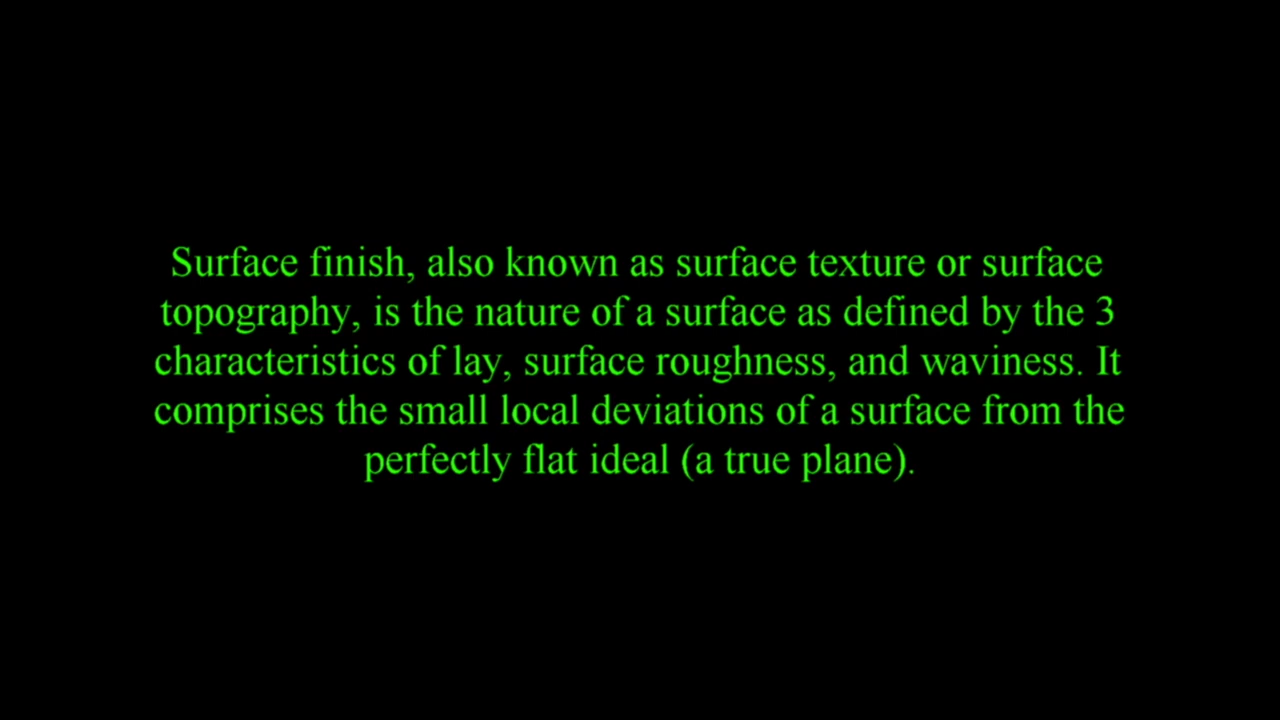 Surface finish, also known as surface texture or surface
topography, is the nature of a surface as defined by the 3
characteristics of lay, surface roughness, and waviness. It
comprises the small local deviations of a surface from the
perfectly flat ideal (a true plane).